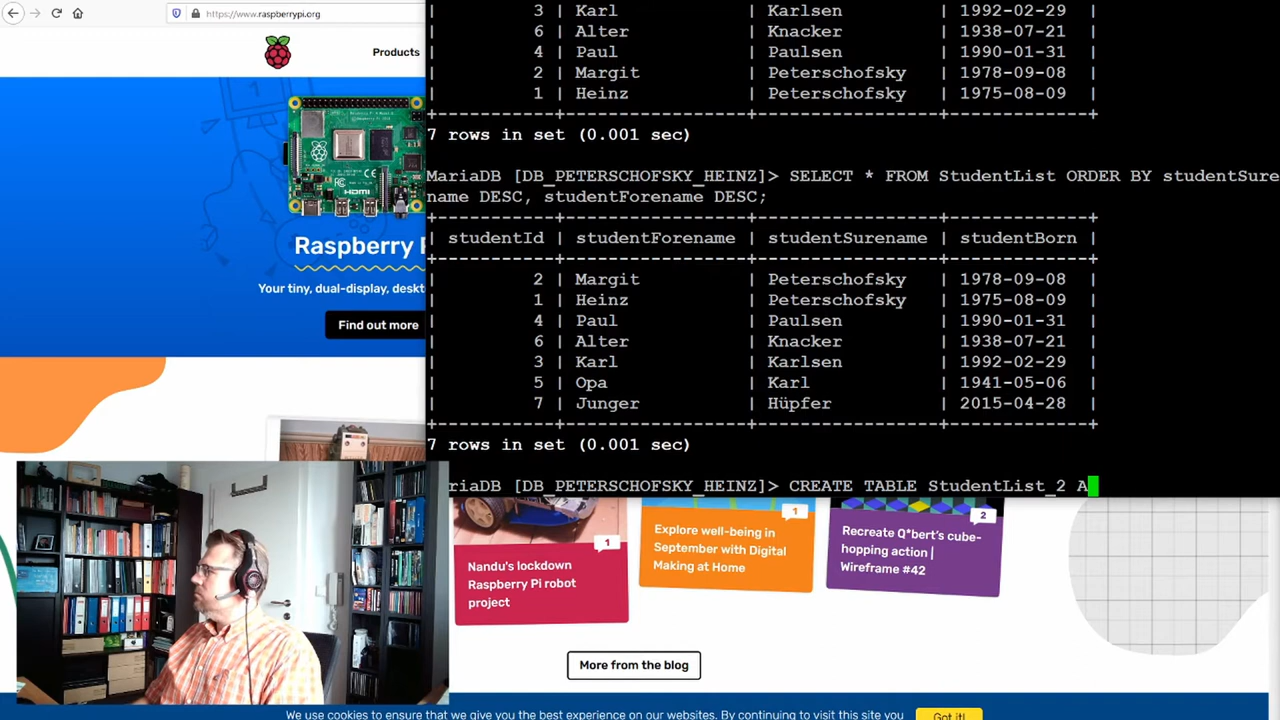 https://www.raspberrypi.org
Products
Raspberry P
Your tiny, dual-display, deskt
Find out more
| 3 | Karl | Karlsen | 1992-02-29 |
| 6 | Alter | Knacker | 1938-07-21 |
| 4 | Paul | Paulsen | 1990-01-31 |
| 2 | Margit | Peterschofsky | 1978-09-08 |
| 1 | Heinz | Peterschofsky | 1975-08-09 |
+-----------+-----------------+-----------------+-------------+
7 rows in set (0.001 sec)
MariaDB [DB_PETERSCHOFSKY_HEINZ]> SELECT * FROM StudentList ORDER BY studentSure
name DESC, studentForename DESC;
+-----------+-----------------+-----------------+-------------+
| studentId | studentForename | studentSurename | studentBorn |
+-----------+-----------------+-----------------+-------------+
| 2 | Margit | Peterschofsky | 1978-09-08 |
| 1 | Heinz | Peterschofsky | 1975-08-09 |
| 4 | Paul | Paulsen | 1990-01-31 |
| 6 | Alter | Knacker | 1938-07-21 |
| 3 | Karl | Karlsen | 1992-02-29 |
| 5 | Opa | Karl | 1941-05-06 |
| 7 | Junger | Hüpfer | 2015-04-28 |
+-----------+-----------------+-----------------+-------------+
7 rows in set (0.001 sec)
riaDB [DB_PETERSCHOFSKY_HEINZ]> CREATE TABLE StudentList_2 A
HDMI
1
Nandu's lockdown
Raspberry Pi robot
project
1
Explore well-being in
September with Digital
Making at Home
2
Recreate Q*bert's cube-
hopping action |
Wireframe #42
More from the blog
We use cookies to ensure that we give you the best experience on our websites. By continuing to visit this site you
Got it!